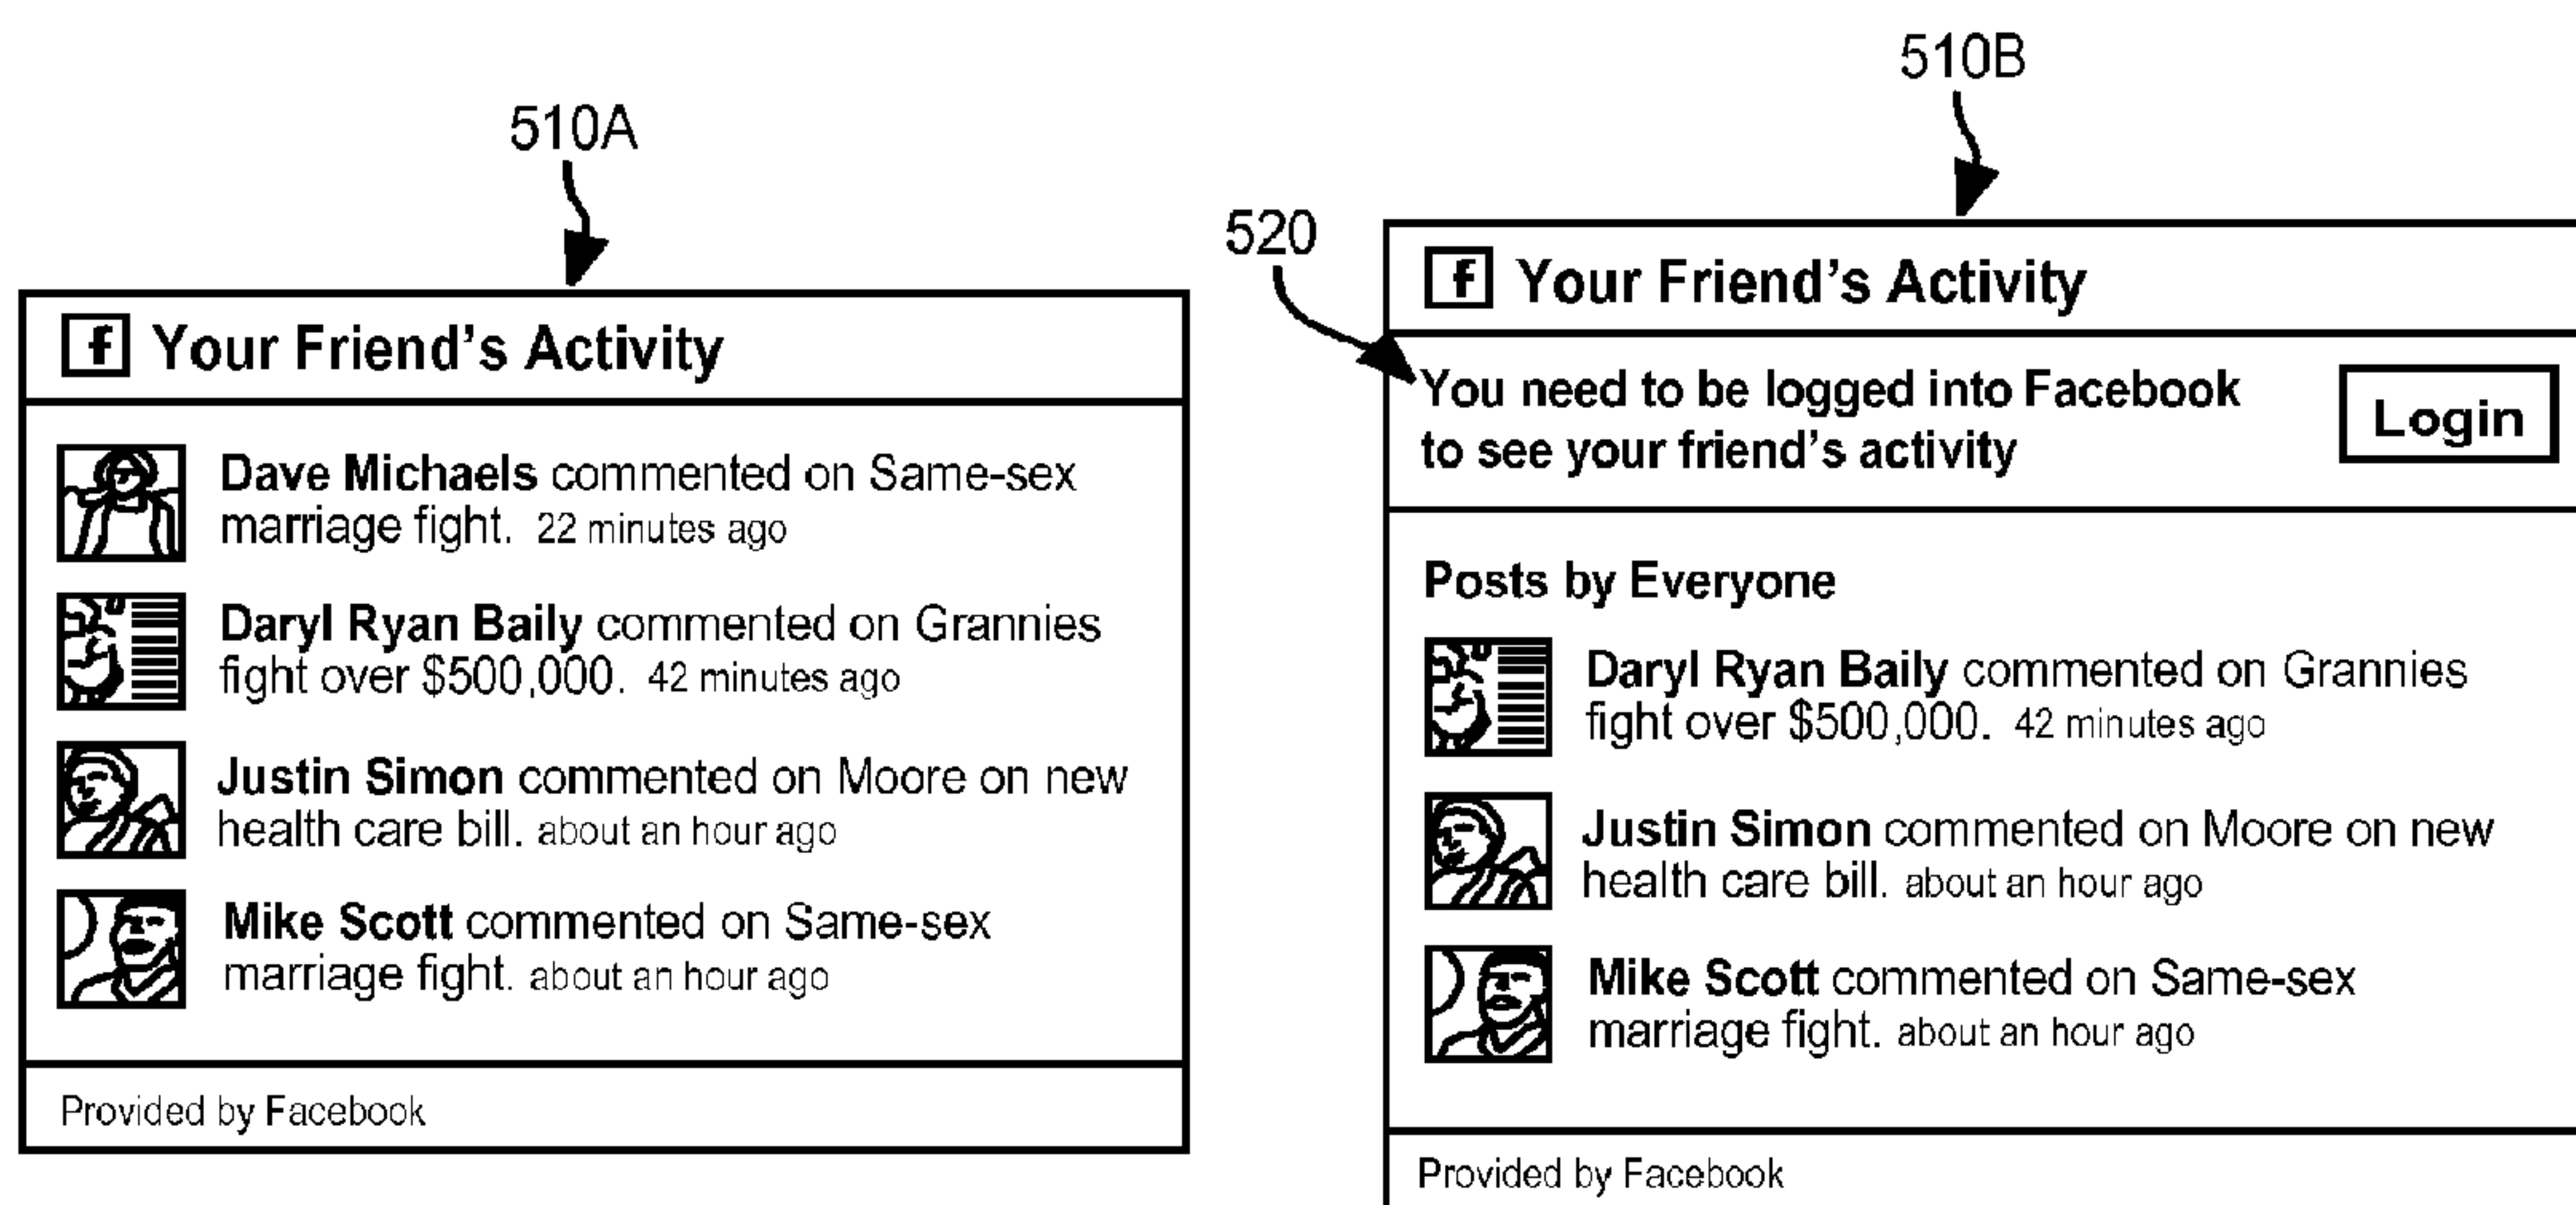 510A
f Your Friend's Activity
Dave Michaels commented on Same-sex
marriage fight. 22 minutes ago
Daryl Ryan Baily commented on Grannies
fight over $500,000. 42 minutes ago
Justin Simon commented on Moore on new
health care bill. about an hour ago
Mike Scott commented on Same-sex
marriage fight. about an hour ago
Provided by Facebook
510B
520
f Your Friend's Activity
You need to be logged into Facebook
to see your friend's activity
Login
Posts by Everyone
Daryl Ryan Baily commented on Grannies
fight over $500,000. 42 minutes ago
Justin Simon commented on Moore on new
health care bill. about an hour ago
Mike Scott commented on Same-sex
marriage fight. about an hour ago
Provided by Facebook